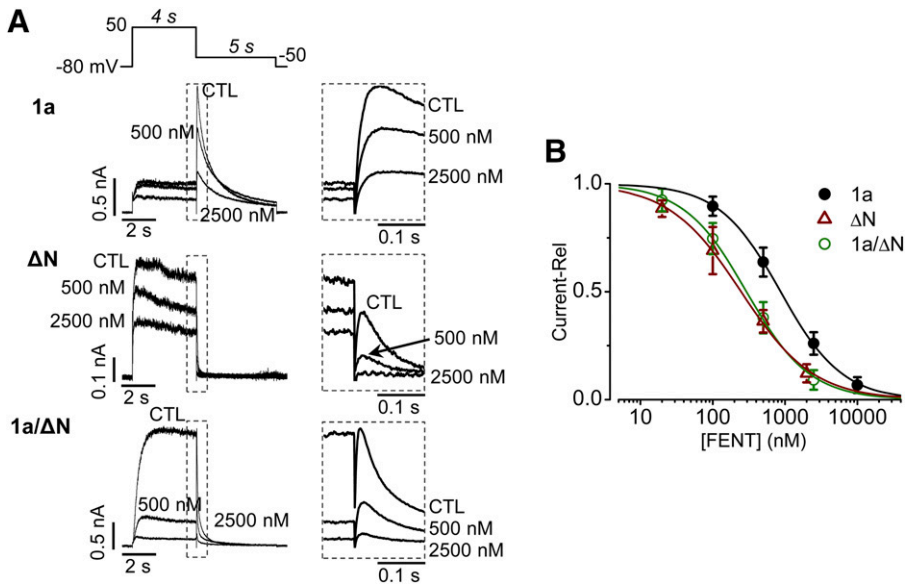 A
50
4 s
5 s
-50
-80 mV
1a
CTL
500 nM
2500 nM
0.5 nA
2 s
CTL
500 nM
2500 nM
0.1 s
ΔN
CTL
500 nM
2500 nM
0.1 nA
2 s
CTL
500 nM
2500 nM
0.1 s
1a/ΔN
CTL
500 nM
2500 nM
0.5 nA
2 s
CTL
500 nM
2500 nM
0.1 s
B
1a
ΔN
1a/ΔN
Current-Rel
1.0
0.5
0.0
10 100 1000 10000
[FENT] (nM)